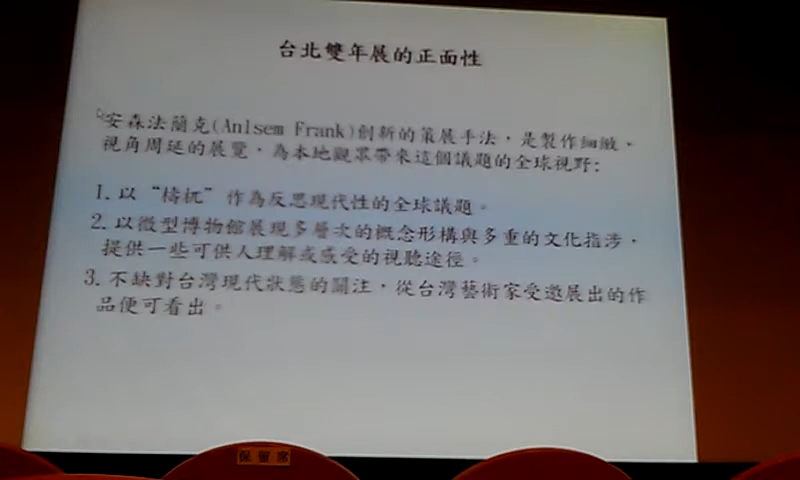 台北雙年展的正面性
安森法蘭克(Anlsem Frank)創新的策展手法，是製作細緻、
視角周延的展覽，為本地觀眾帶來這個議題的全球視野：
1. 以“檮杌”作為反思現代性的全球議題。
2. 以微型博物館展現多層次的概念形構與多重的文化指涉，
提供一些可供人理解或感受的視聽途徑。
3. 不缺對台灣現代狀態的關注，從台灣藝術家受邀展出的作
品便可看出。
保留席